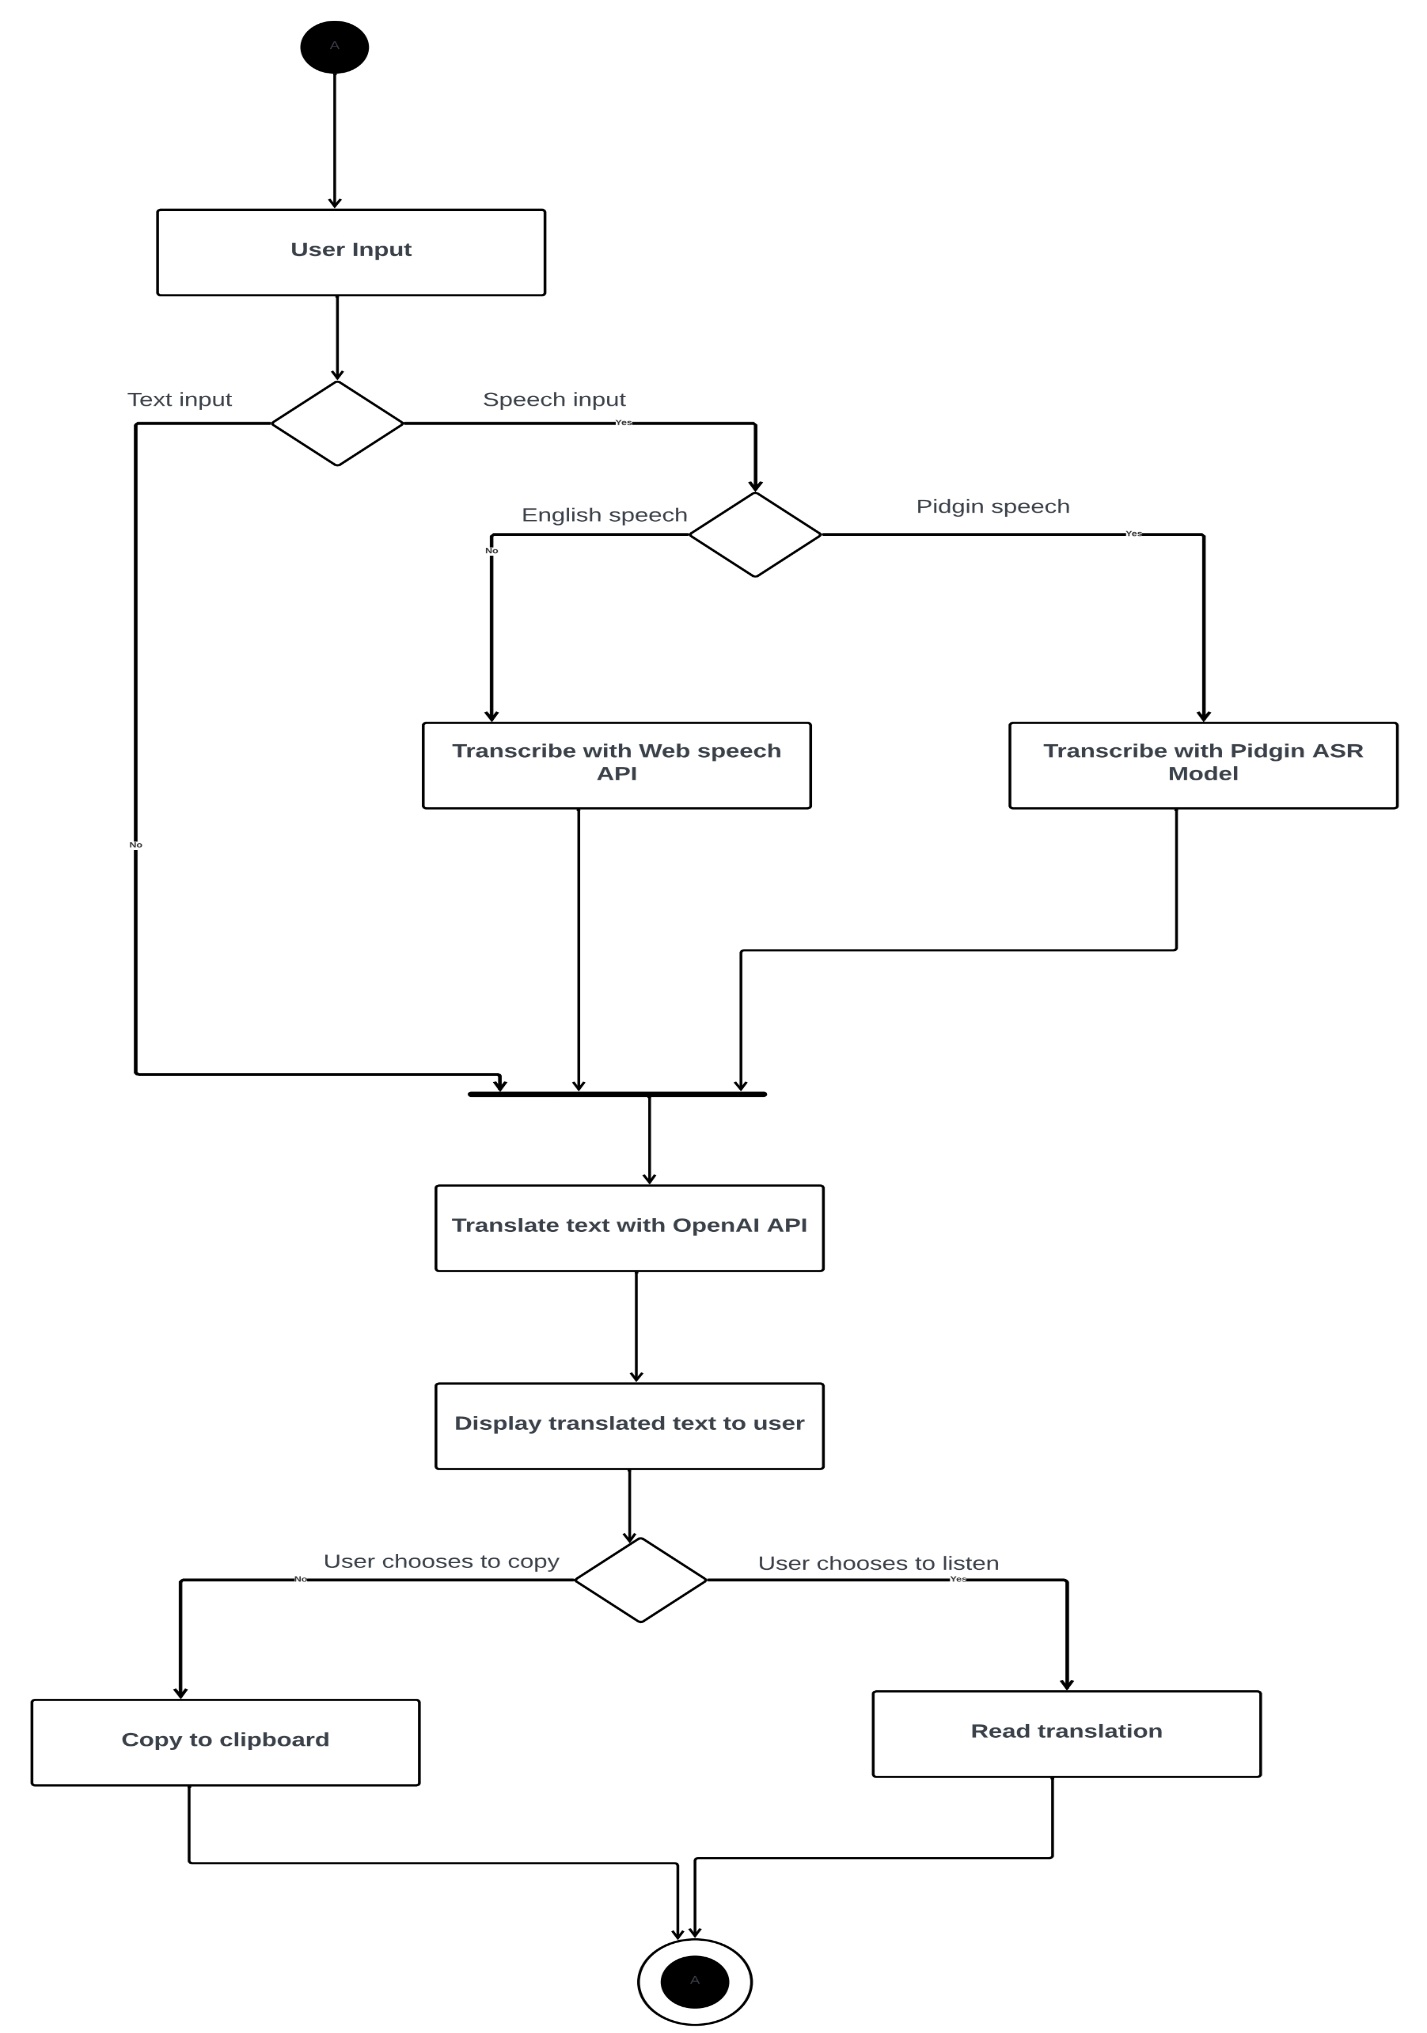 A
User Input
Text input
Speech input
Yes
English speech
Pidgin speech
Yes
No
Transcribe with Web speech
API
Transcribe with Pidgin ASR
Model
No
Translate text with OpenAI API
Display translated text to user
User chooses to copy
User chooses to listen
No
Yes
Copy to clipboard
Read translation
A